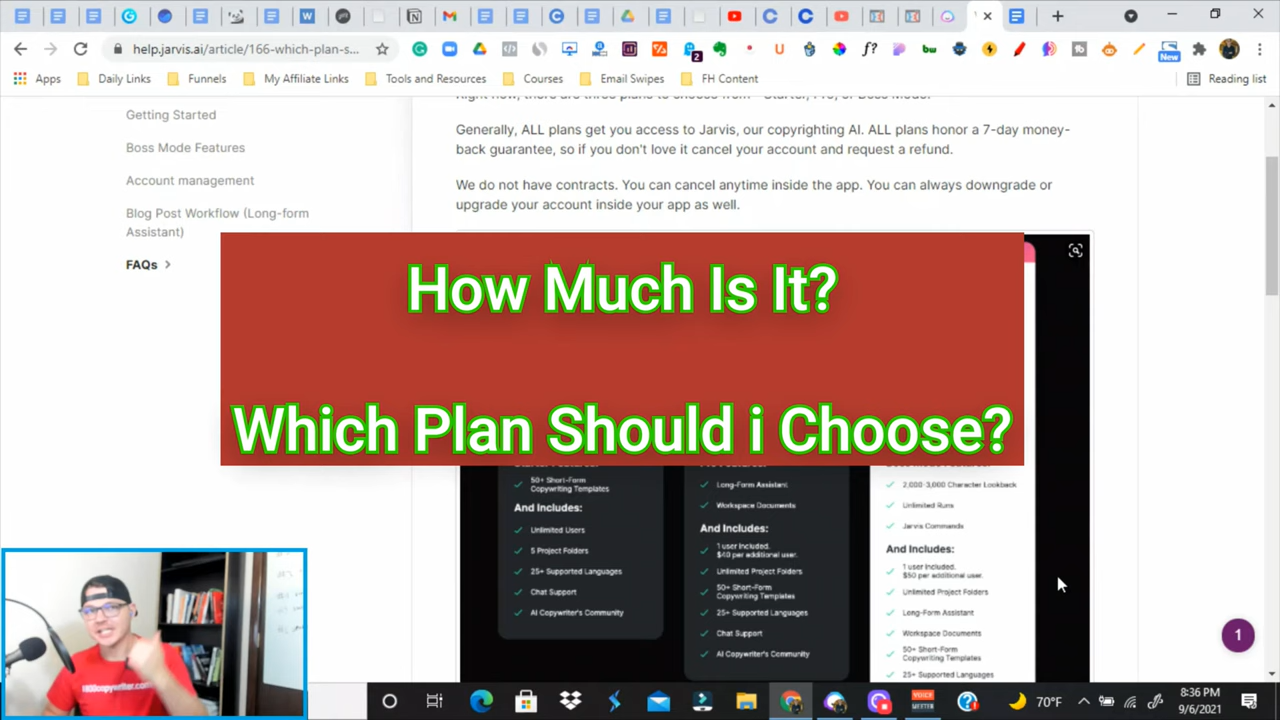 help.jarvis.ai/article/166-which-plan-s...
2
New
Apps
Daily Links
Funnels
My Affiliate Links
Tools and Resources
Courses
Email Swipes
FH Content
Reading list
Getting Started
Boss Mode Features
Account management
Blog Post Workflow (Long-form
Assistant)
FAQs
Generally, ALL plans get you access to Jarvis, our copyrighting AI. ALL plans honor a 7-day money-
back guarantee, so if you don't love it cancel your account and request a refund.
We do not have contracts. You can cancel anytime inside the app. You can always downgrade or
upgrade your account inside your app as well.
How Much Is It?
Which Plan Should i Choose?
50+ Short-Form
Copywriting Templates
And Includes:
Unlimited Users
5 Project Folders
25+ Supported Languages
Chat Support
AI Copywriter's Community
Long-Form Assistant
Workspace Documents
And Includes:
1 user included.
$40 per additional user.
Unlimited Project Folders
50+ Short-Form
Copywriting Templates
25+ Supported Languages
Chat Support
AI Copywriter's Community
2,000-3,000 Character Lookback
Unlimited Runs
Jarvis Commands
And Includes:
1 user included.
$50 per additional user.
Unlimited Project Folders
Long-Form Assistant
Workspace Documents
50+ Short-Form
Copywriting Templates
25+ Supported Languages
1
VOICE
MEETER
70°F
8:36 PM
9/6/2021